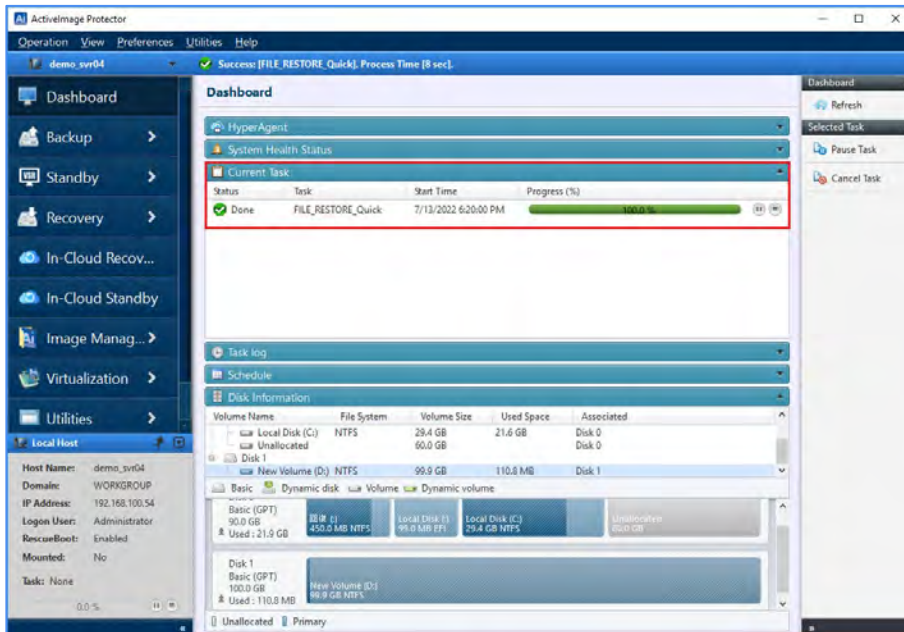 Ai ActiveImage Protector
Operation View Preferences Utilities Help
demo_svr04
Success: [FILE_RESTORE_Quick]. Process Time [8 sec].
Dashboard
Backup
Standby
Recovery
In-Cloud Recov...
In-Cloud Standby
Image Manag...
Virtualization
Utilities
Local Host
Host Name: demo_svr04
Domain: WORKGROUP
IP Address: 192.168.100.54
Logon User: Administrator
RescueBoot: Enabled
Mounted: No
Task: None
0.0 %
Dashboard
HyperAgent
System Health Status
Current Task
Status Task Start Time Progress (%)
Done FILE_RESTORE_Quick 7/13/2022 6:20:00 PM 100.0 %
Task log
Schedule
Disk Information
Volume Name File System Volume Size Used Space Associated
Local Disk (C:) NTFS 29.4 GB 21.6 GB Disk 0
Unallocated 60.0 GB Disk 0
Disk 1
New Volume (D:) NTFS 99.9 GB 110.8 MB Disk 1
Basic Dynamic disk Volume Dynamic volume
Basic (GPT)
90.0 GB
Used : 21.9 GB
450.0 MB NTFS
Local Disk (:)
99.0 MB EFI
Local Disk (C:)
29.4 GB NTFS
Unallocated
60.0 GB
Disk 1
Basic (GPT)
100.0 GB
Used : 110.8 MB
New Volume (D:)
99.9 GB NTFS
Unallocated Primary
Dashboard
Refresh
Selected Task
Pause Task
Cancel Task